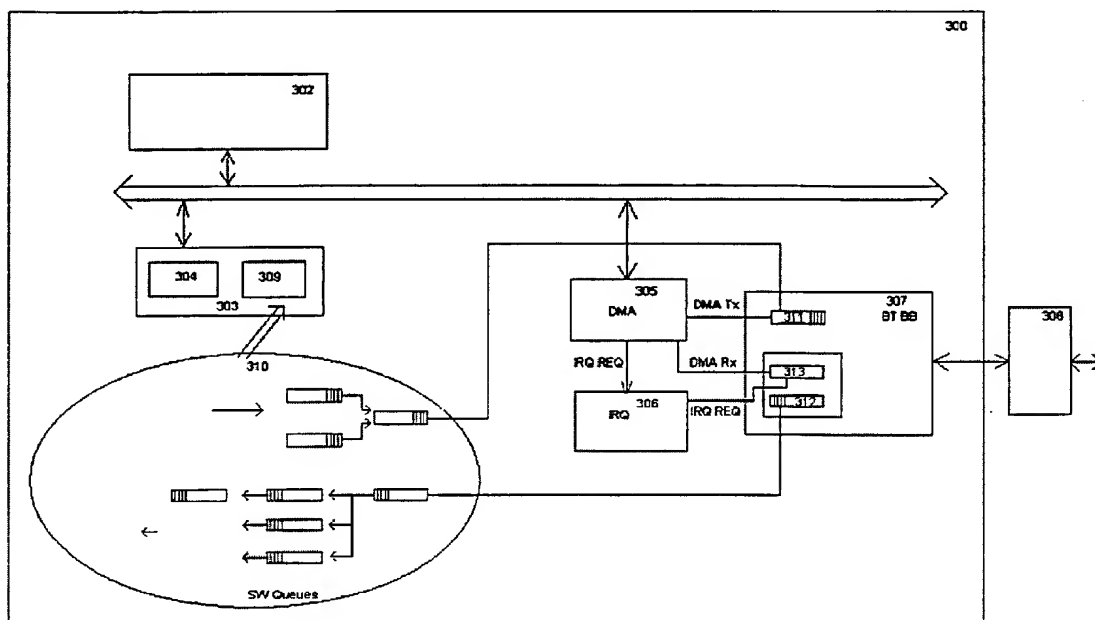 300
302
304
309
303
305
DMA
DMA Tx
311
307
BT BB
308
310
IRQ REQ
DMA Rx
313
306
IRQ
IRQ REQ
312
SW Queues